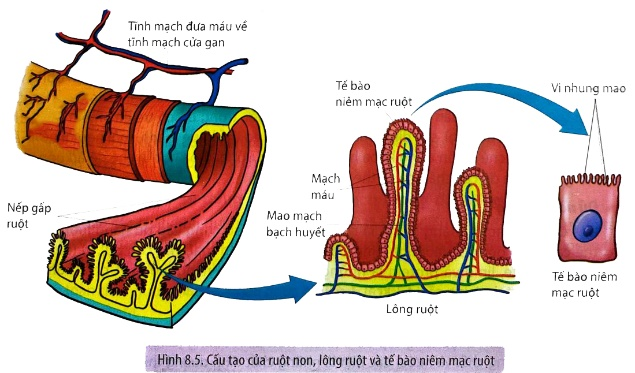 Tĩnh mạch đưa máu về
tĩnh mạch cửa gan
Nếp gấp
ruột
Tế bào
niêm mạc ruột
Mạch
máu
Mao mạch
bạch huyết
Lông ruột
Vi nhung mao
Tế bào niêm
mạc ruột
Hình 8.5. Cấu tạo của ruột non, lông ruột và tế bào niêm mạc ruột